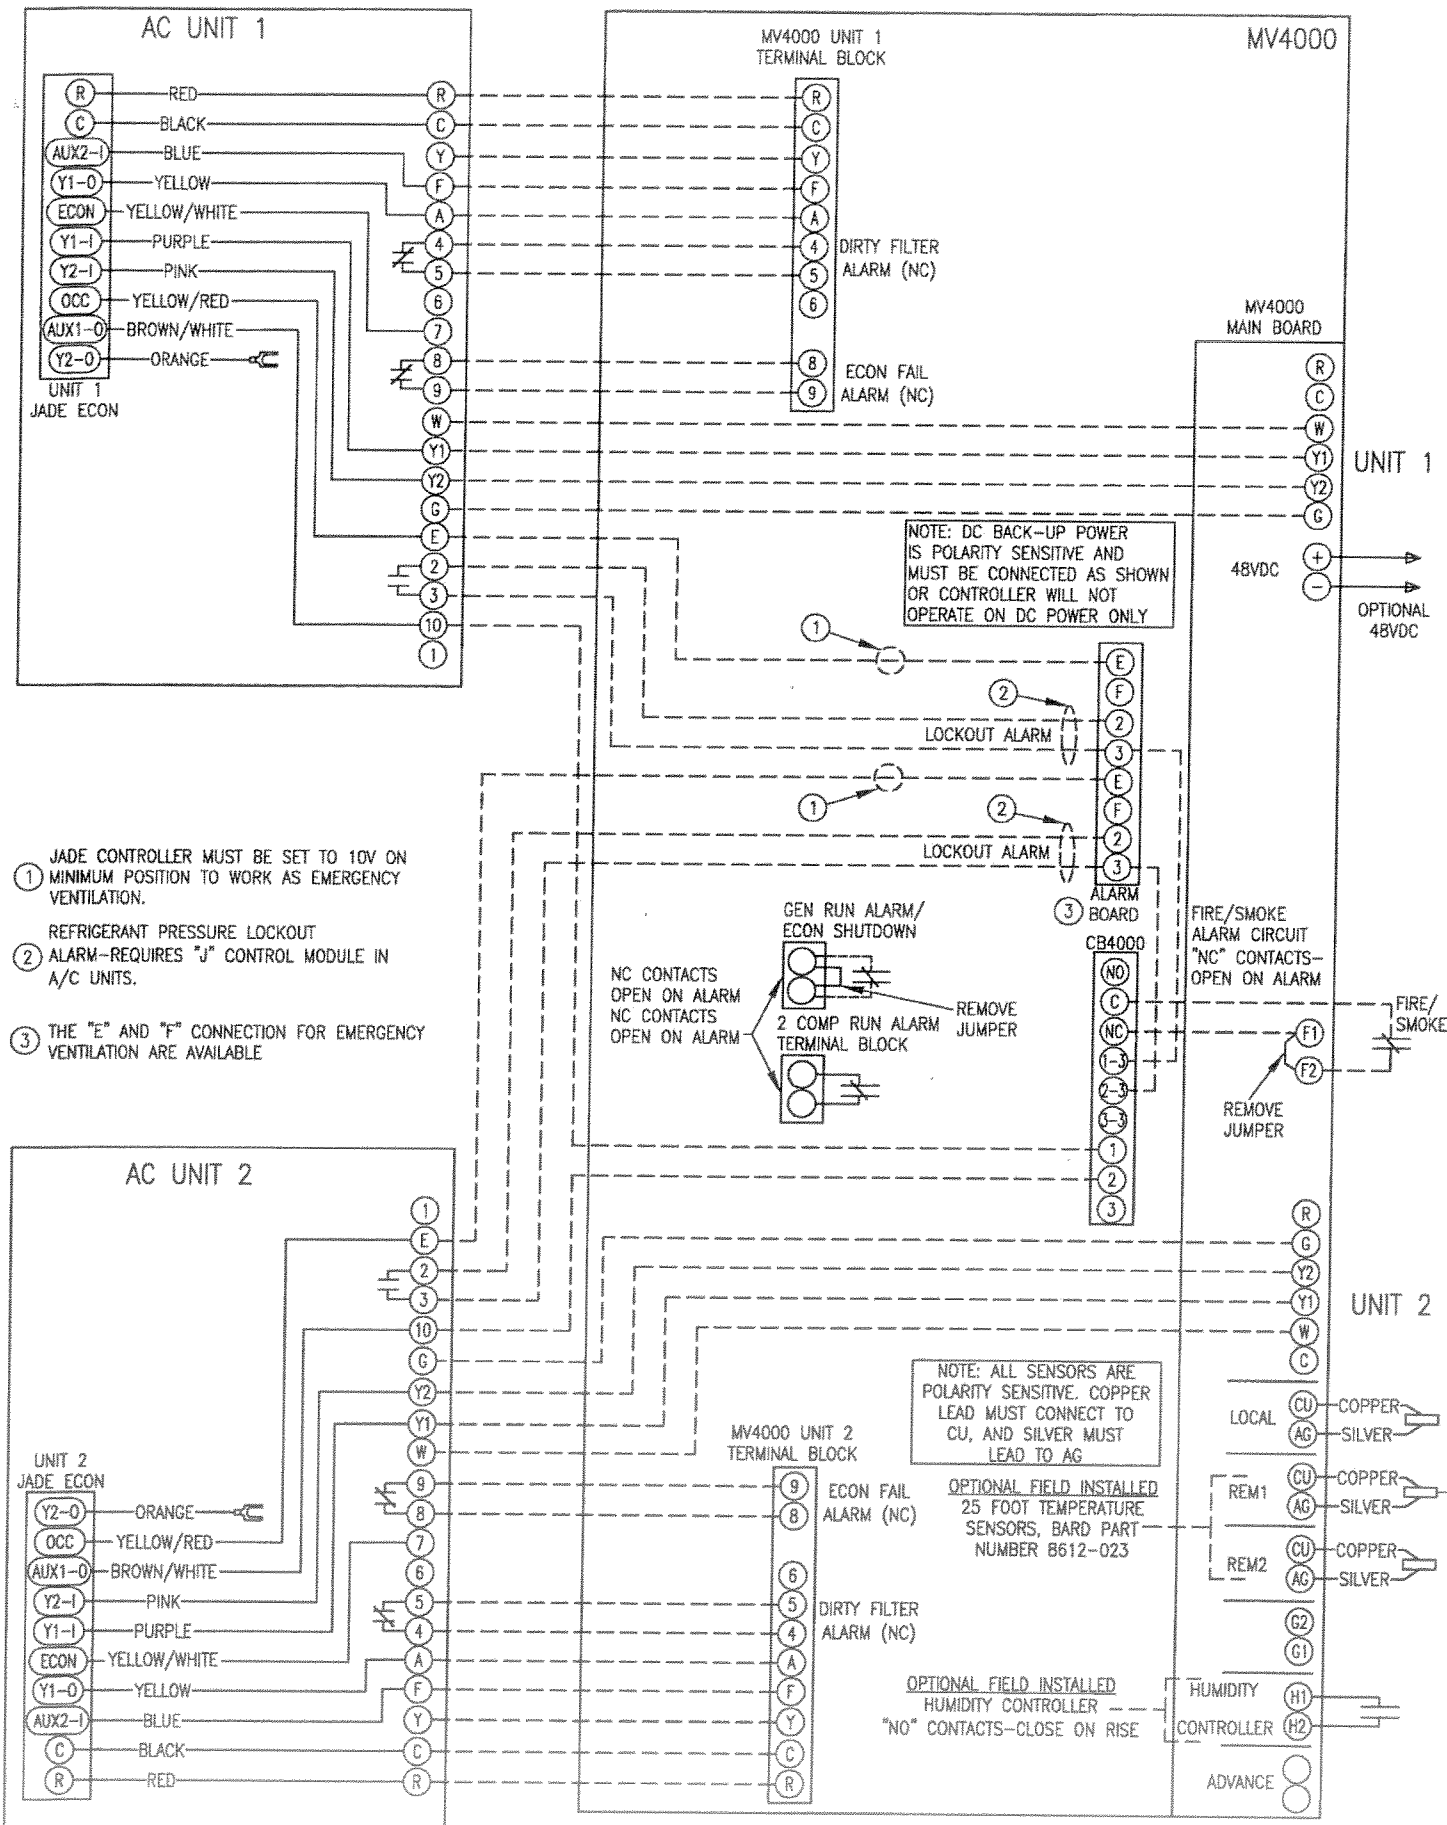 AC UNIT 1
R
RED
C
BLACK
AUX2-I
BLUE
Y1-O
YELLOW
ECON
YELLOW/WHITE
Y1-I
PURPLE
Y2-I
PINK
OCC
YELLOW/RED
AUX1-O
BROWN/WHITE
Y2-O
ORANGE
UNIT 1
JADE ECON
R
C
Y
F
A
4
5
6
7
8
9
W
Y1
Y2
G
E
2
3
10
1
MV4000
MV4000 UNIT 1
TERMINAL BLOCK
R
C
Y
F
A
4
5
6
8
9
DIRTY FILTER
ALARM (NC)
ECON FAIL
ALARM (NC)
MV4000
MAIN BOARD
R
C
W
Y1
Y2
G
UNIT 1
NOTE: DC BACK-UP POWER
IS POLARITY SENSITIVE AND
MUST BE CONNECTED AS SHOWN
OR CONTROLLER WILL NOT
OPERATE ON DC POWER ONLY
48VDC
+
-
OPTIONAL
48VDC
1
2
LOCKOUT ALARM
1
2
LOCKOUT ALARM
E
F
2
3
E
F
2
3
ALARM
3 BOARD
1 JADE CONTROLLER MUST BE SET TO 10V ON
MINIMUM POSITION TO WORK AS EMERGENCY
VENTILATION.
2 REFRIGERANT PRESSURE LOCKOUT
ALARM-REQUIRES "J" CONTROL MODULE IN
A/C UNITS.
3 THE "E" AND "F" CONNECTION FOR EMERGENCY
VENTILATION ARE AVAILABLE
GEN RUN ALARM/
ECON SHUTDOWN
NC CONTACTS
OPEN ON ALARM
NC CONTACTS
OPEN ON ALARM
REMOVE
JUMPER
2 COMP RUN ALARM
TERMINAL BLOCK
CB4000
NO
C
NC
1-3
2-3
3-3
1
2
3
FIRE/SMOKE
ALARM CIRCUIT
"NC" CONTACTS-
OPEN ON ALARM
FIRE/
SMOKE
F1
F2
REMOVE
JUMPER
AC UNIT 2
1
E
2
3
10
G
Y2
Y1
W
9
8
7
6
5
4
A
F
Y
C
R
UNIT 2
JADE ECON
Y2-O
ORANGE
OCC
YELLOW/RED
AUX1-O
BROWN/WHITE
Y2-I
PINK
Y1-I
PURPLE
ECON
YELLOW/WHITE
Y1-O
YELLOW
AUX2-I
BLUE
C
BLACK
R
RED
MV4000 UNIT 2
TERMINAL BLOCK
9
8
6
5
4
A
F
Y
C
R
ECON FAIL
ALARM (NC)
DIRTY FILTER
ALARM (NC)
R
G
Y2
Y1
W
C
UNIT 2
NOTE: ALL SENSORS ARE
POLARITY SENSITIVE. COPPER
LEAD MUST CONNECT TO
CU, AND SILVER MUST
LEAD TO AG
OPTIONAL FIELD INSTALLED
25 FOOT TEMPERATURE
SENSORS, BARD PART
NUMBER 8612-023
LOCAL
CU
COPPER
AG
SILVER
REM1
CU
COPPER
AG
SILVER
REM2
CU
COPPER
AG
SILVER
G2
G1
OPTIONAL FIELD INSTALLED
HUMIDITY CONTROLLER
"NO" CONTACTS-CLOSE ON RISE
HUMIDITY
H1
CONTROLLER
H2
ADVANCE